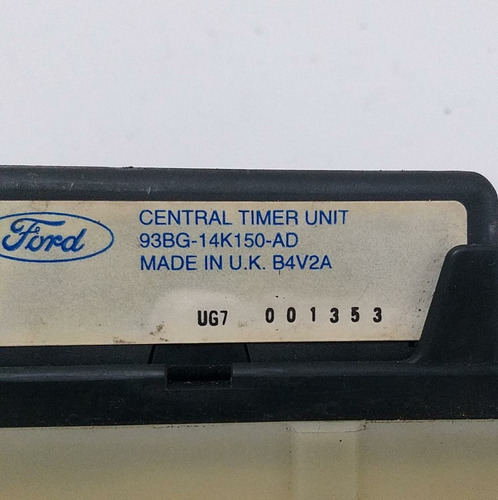 Ford
CENTRAL TIMER UNIT
93BG-14K150-AD
MADE IN U.K. B4V2A
UG7 001353